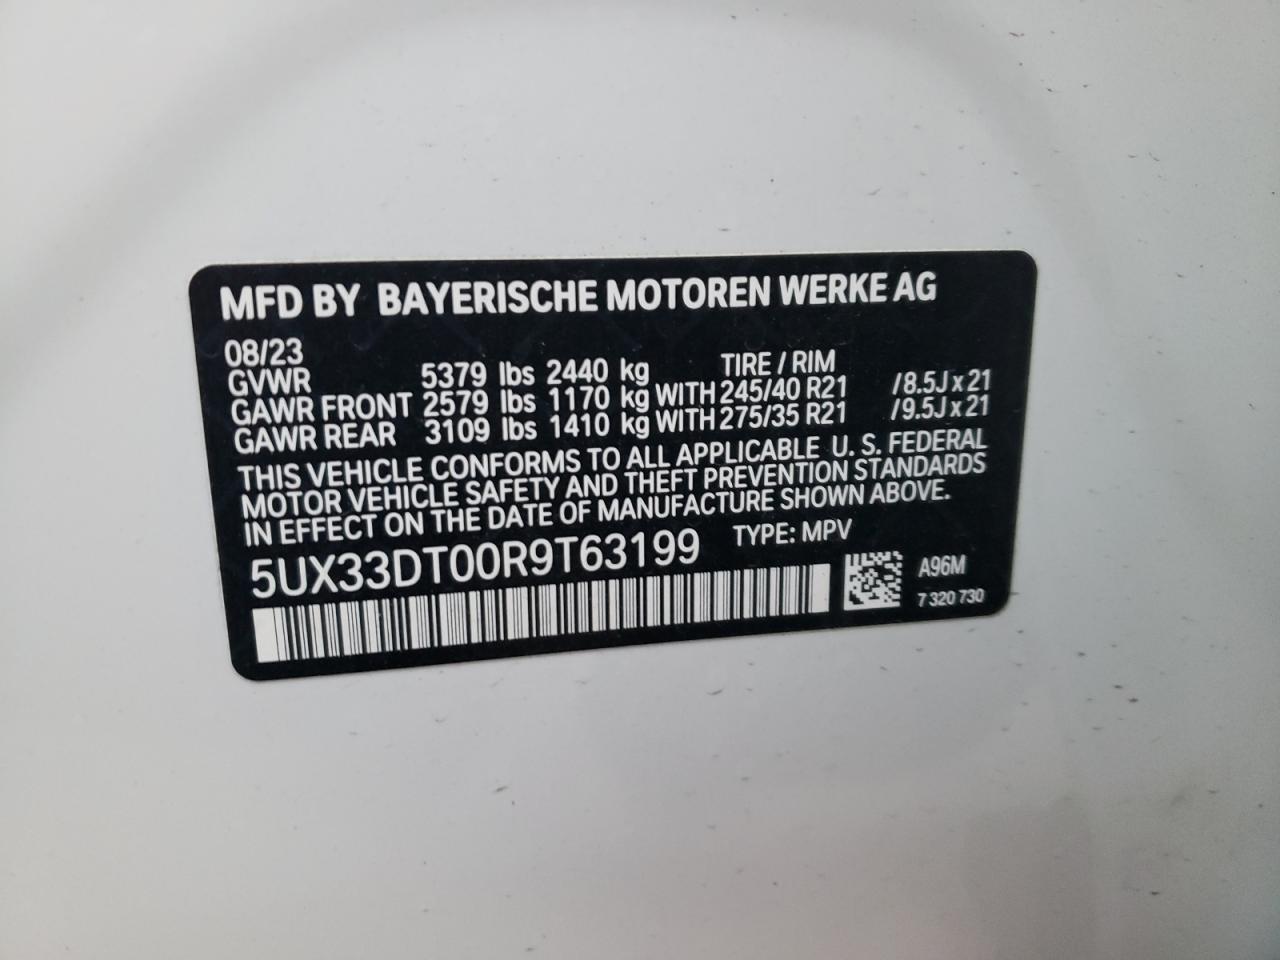 MFD BY BAYERISCHE MOTOREN WERKE AG
08/23 TIRE / RIM
GVWR 5379 lbs 2440 kg
GAWR FRONT 2579 lbs 1170 kg WITH 245/40 R21 /8.5J x 21
GAWR REAR 3109 lbs 1410 kg WITH 275/35 R21 /9.5J x 21
THIS VEHICLE CONFORMS TO ALL APPLICABLE U. S. FEDERAL
MOTOR VEHICLE SAFETY AND THEFT PREVENTION STANDARDS
IN EFFECT ON THE DATE OF MANUFACTURE SHOWN ABOVE.
5UX33DT00R9T63199 TYPE: MPV
A96M
7 320 730